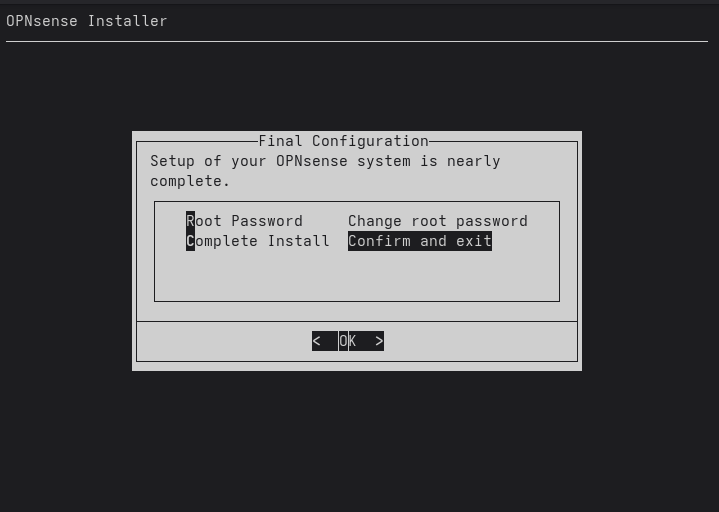 OPNsense Installer
Final Configuration
Setup of your OPNsense system is nearly
complete.
Root Password Change root password
Complete Install Confirm and exit
< OK >